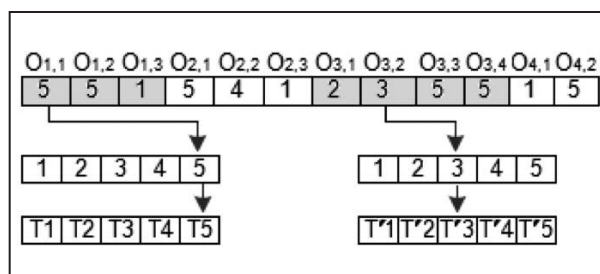 O1,1 O1,2 O1,3 O2,1 O2,2 O2,3 O3,1 O3,2 O3,3 O3,4 O4,1 O4,2
5 5 1 5 4 1 2 3 5 5 1 5
1 2 3 4 5 1 2 3 4 5
T1 T2 T3 T4 T5 T′1 T′2 T′3 T′4 T′5